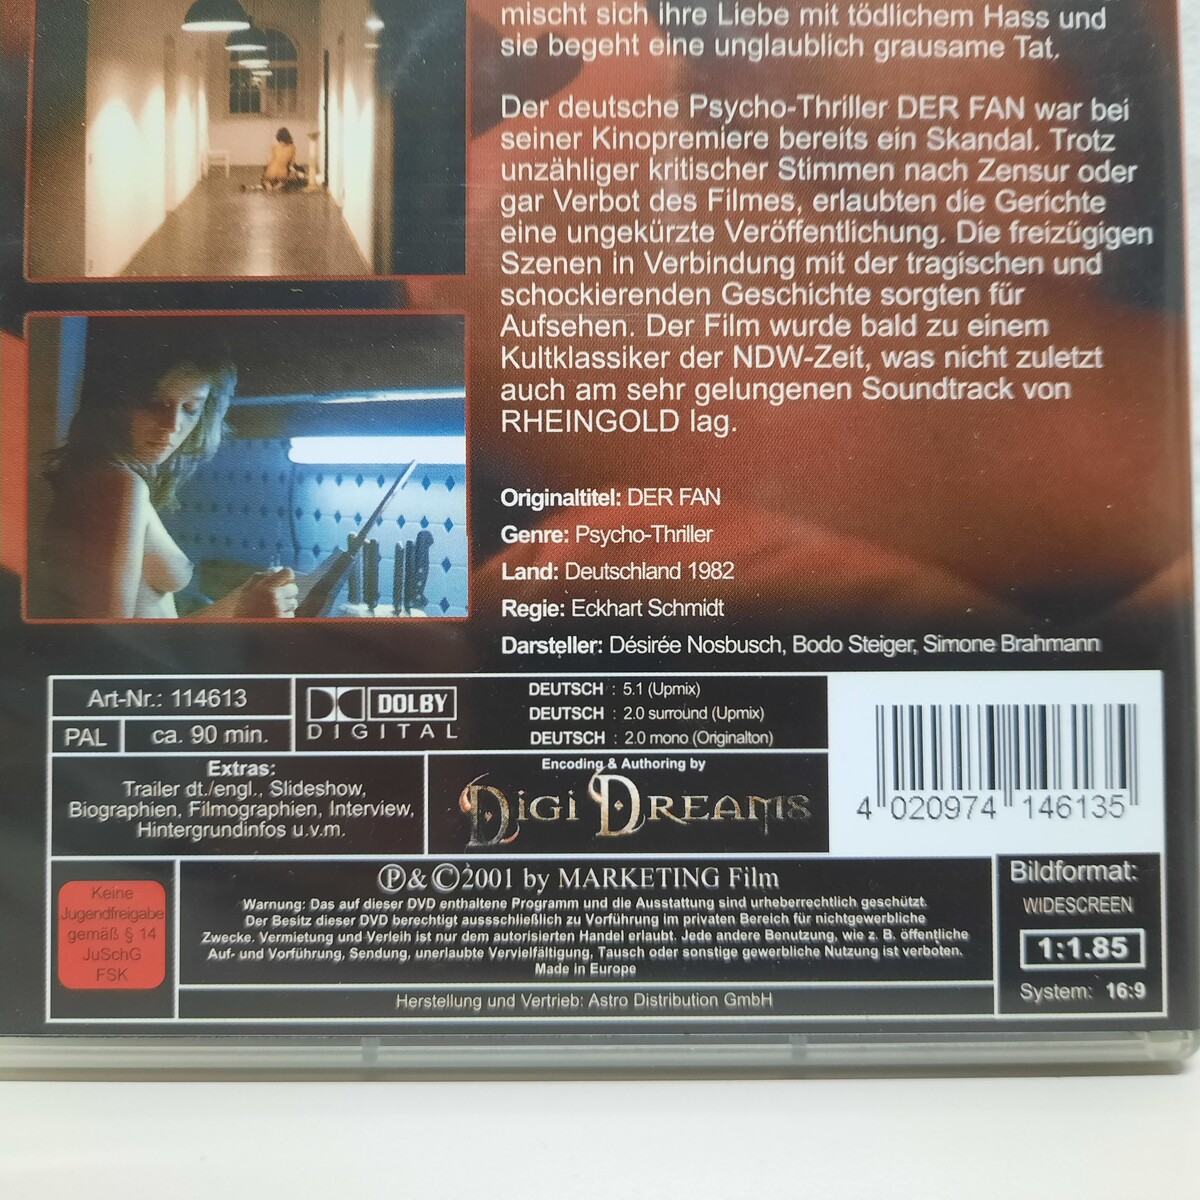 mischt sich ihre Liebe mit tödlichem Hass und
sie begeht eine unglaublich grausame Tat.
Der deutsche Psycho-Thriller DER FAN war bei
seiner Kinopremiere bereits ein Skandal. Trotz
unzähliger kritischer Stimmen nach Zensur oder
gar Verbot des Filmes, erlaubten die Gerichte
eine ungekürzte Veröffentlichung. Die freizügigen
Szenen in Verbindung mit der tragischen und
schockierenden Geschichte sorgten für
Aufsehen. Der Film wurde bald zu einem
Kultklassiker der NDW-Zeit, was nicht zuletzt
auch am sehr gelungenen Soundtrack von
RHEINGOLD lag.
Originaltitel: DER FAN
Genre: Psycho-Thriller
Land: Deutschland 1982
Regie: Eckhart Schmidt
Darsteller: Désirée Nosbusch, Bodo Steiger, Simone Brahmann
Art-Nr.: 114613
PAL ca. 90 min.
DOLBY
DIGITAL
DEUTSCH : 5.1 (Upmix)
DEUTSCH : 2.0 surround (Upmix)
DEUTSCH : 2.0 mono (Originalton)
Extras:
Trailer dt./engl., Slideshow,
Biographien, Filmographien, Interview,
Hintergrundinfos u.v.m.
Encoding & Authoring by
DIGI DREAMS
4 020974 146135
Keine
Jugendfreigabe
gemäß § 14
JuSchG
FSK
℗&©2001 by MARKETING Film
Warnung: Das auf dieser DVD enthaltene Programm und die Ausstattung sind urheberrechtlich geschützt.
Der Besitz dieser DVD berechtigt aussschließlich zu Vorführung im privaten Bereich für nichtgewerbliche
Zwecke. Vermietung und Verleih ist nur dem autorisierten Handel erlaubt. Jede andere Benutzung, wie z. B. öffentliche
Auf- und Vorführung, Sendung, unerlaubte Vervielfältigung, Tausch oder sonstige gewerbliche Nutzung ist verboten.
Made in Europe
Herstellung und Vertrieb: Astro Distribution GmbH
Bildformat:
WIDESCREEN
1:1.85
System: 16:9